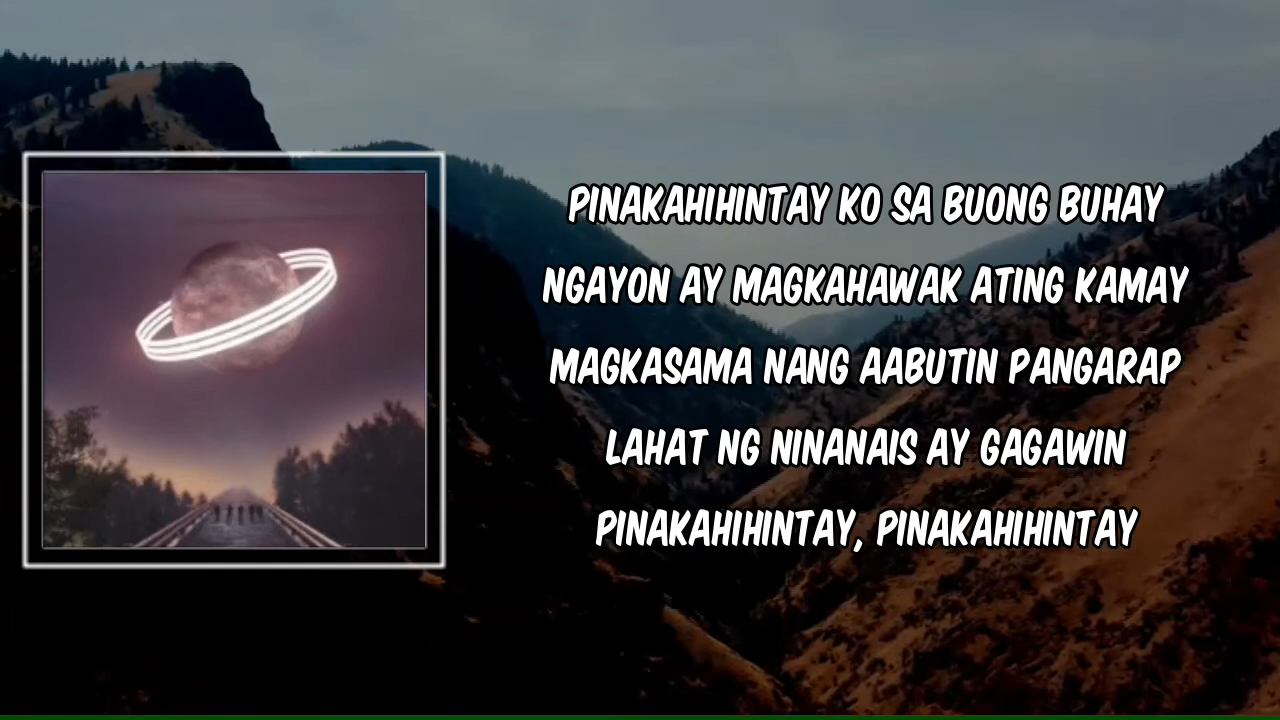 PINAKAHIHINTAY KO SA BUONG BUHAY
NGAYON AY MAGKAHAWAK ATING KAMAY
MAGKASAMA NANG AABUTIN PANGARAP
LAHAT NG NINANAIS AY GAGAWIN
PINAKAHIHINTAY, PINAKAHIHINTAY